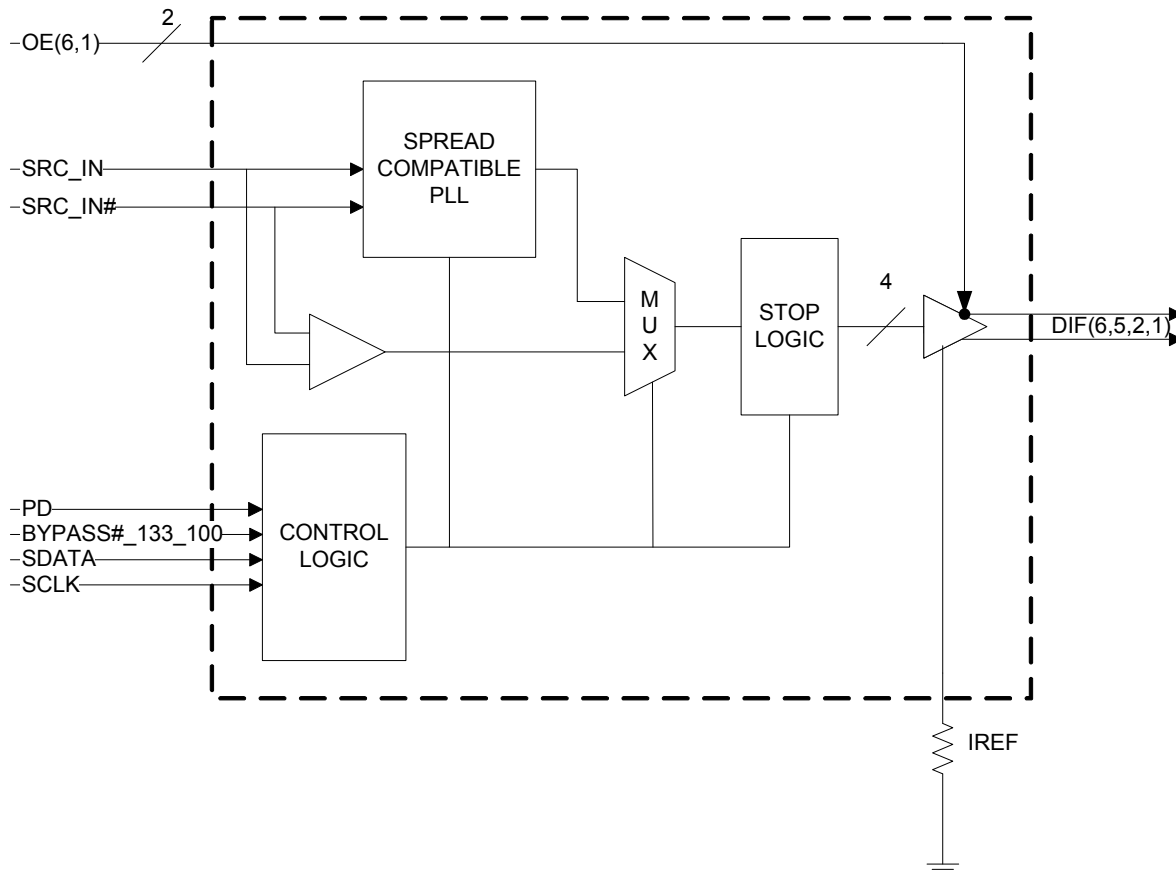 2
OE(6,1)
SPREAD
COMPATIBLE
PLL
SRC_IN
SRC_IN#
MUX
STOP
LOGIC
4
DIF(6,5,2,1)
PD
BYPASS#_133_100
SDATA
SCLK
CONTROL
LOGIC
IREF